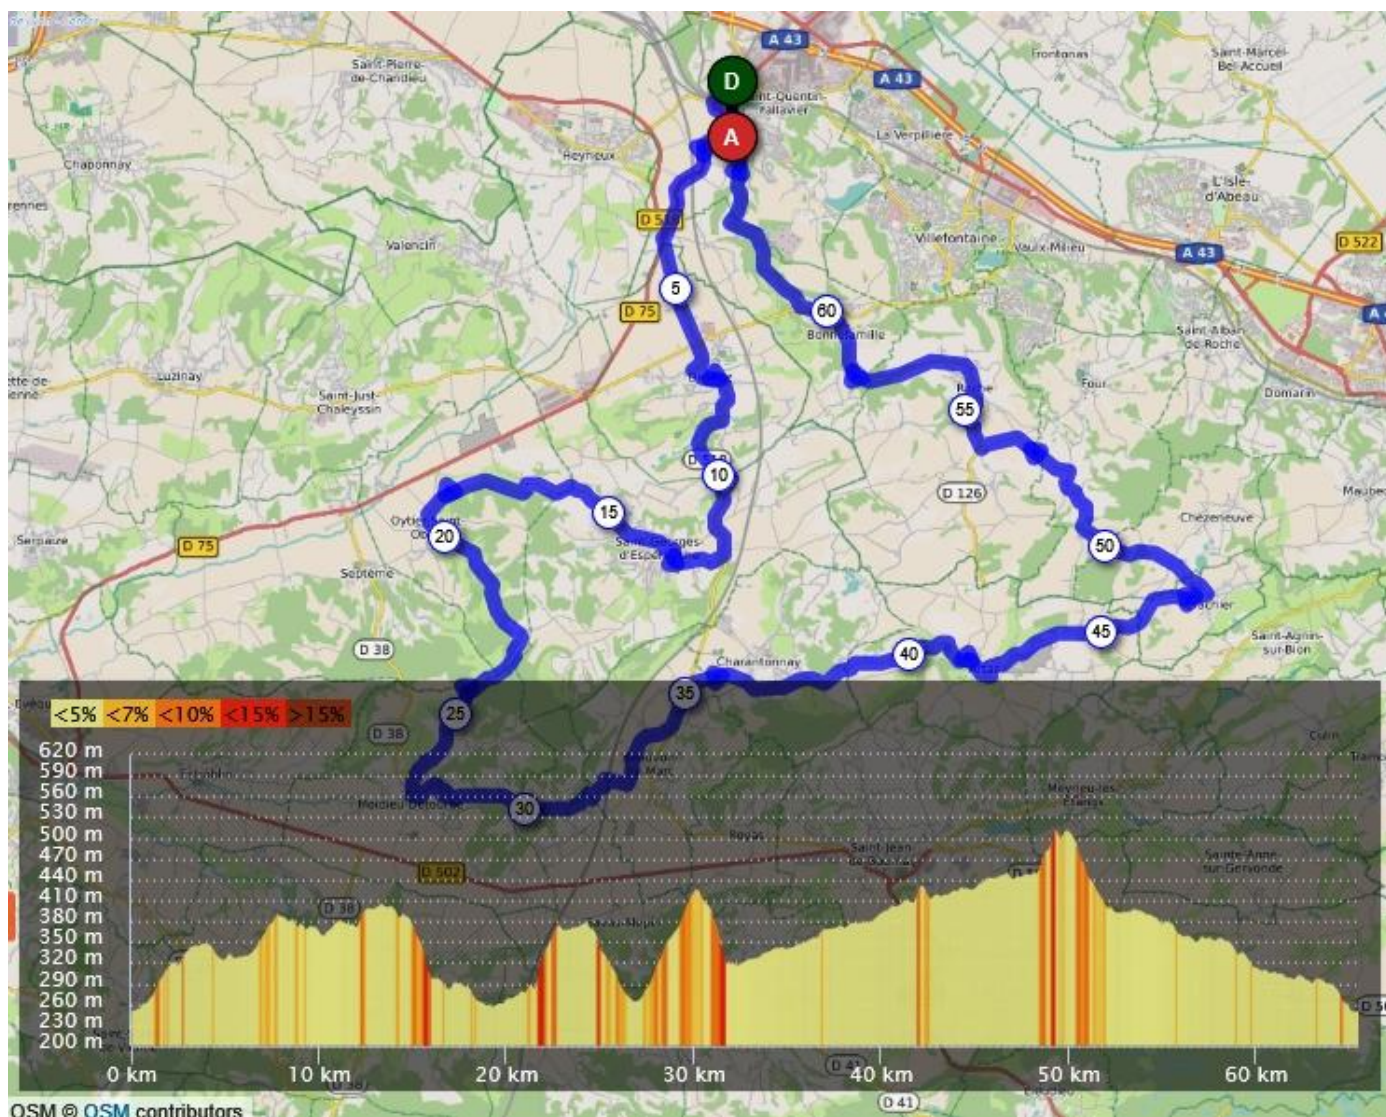 A 43
Frontonas
Saint-Marcel-
Bel-Accueil
Saint-Pierre-
de-Chandieu
D
A 43
La Verpillière
Chaponnay
Heyrieux
A
L'Isle-
d'Abeau
Valencin
Villefontaine
Vaulx-Milieu
A 43
D 522
5
D 75
60
Bonnefamille
Saint-Alban-
de-Roche
Luzinay
Saint-Just-
Chaleyssin
Four
Domarin
55
10
D 126
15
Chèzeneuve
20
Serpaize
D 75
50
Septème
45
Saint-Agnin-
sur-Bion
D 38
40
Charantonnay
35
<5% <7% <10% <15% >15%
25
D 38
620 m
590 m
560 m
530 m
500 m
470 m
440 m
410 m
380 m
350 m
320 m
290 m
260 m
230 m
200 m
Culin
30
Meyrieu-les-
Étangs
Royas
Saint-Jean-
Sainte-Anne-
sur-Gervonde
D 502
D 38
D 41
0 km 10 km 20 km 30 km 40 km 50 km 60 km
D 41
OSM © OSM contributors